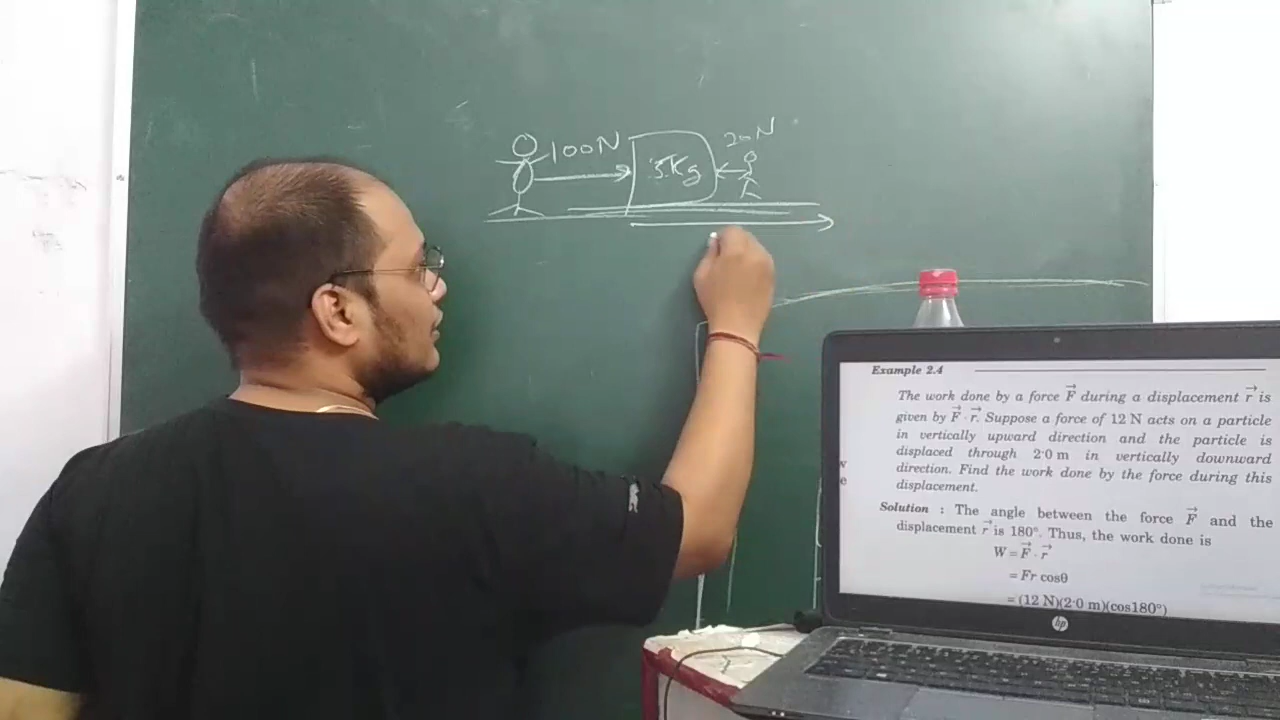 100N
5Kg
20N
Example 2.4
The work done by a force F⃗ during a displacement r⃗ is
given by F⃗ · r⃗. Suppose a force of 12 N acts on a particle
in vertically upward direction and the particle is
displaced through 2·0 m in vertically downward
direction. Find the work done by the force during this
displacement.
Solution : The angle between the force F⃗ and the
displacement r⃗ is 180°. Thus, the work done is
W = F⃗ · r⃗
= Fr cosθ
= (12 N)(2·0 m)(cos180°)
v
e
hp